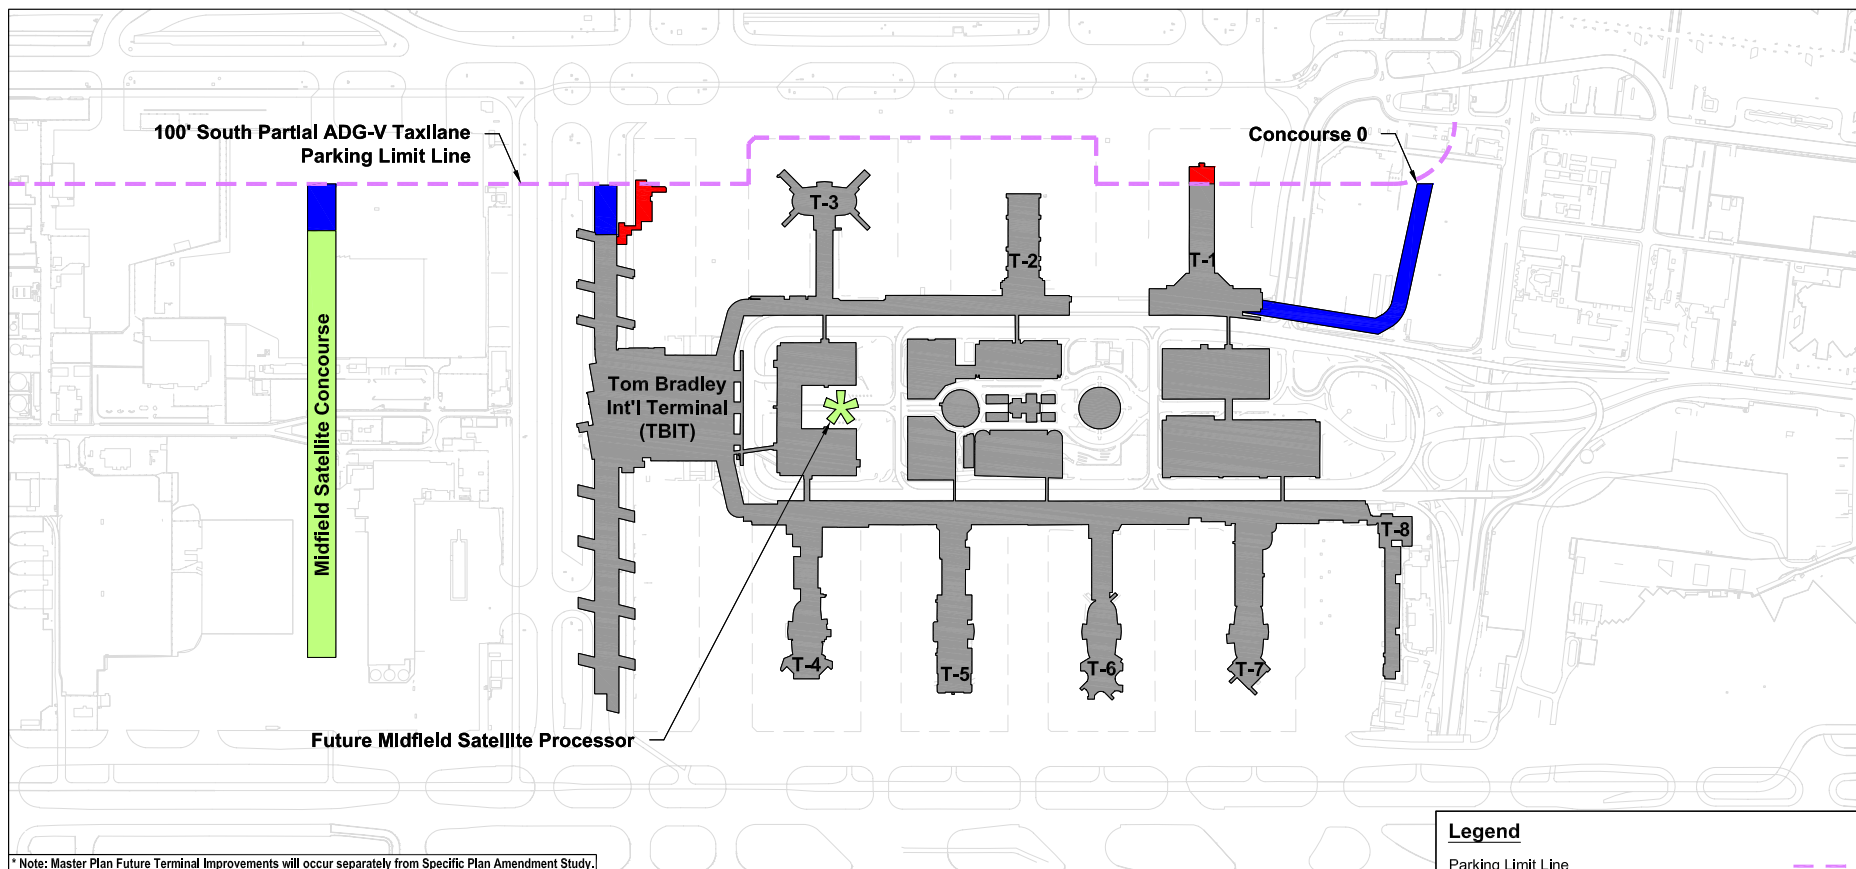 100' South Partial ADG-V Taxilane
Parking Limit Line
Concourse 0
T-3
T-2
T-1
Midfield Satellite Concourse
Tom Bradley
Int'l Terminal
(TBIT)
T-8
T-4
T-5
T-6
T-7
Future Midfield Satellite Processor
Legend
Parking Limit Line
* Note: Master Plan Future Terminal Improvements will occur separately from Specific Plan Amendment Study.